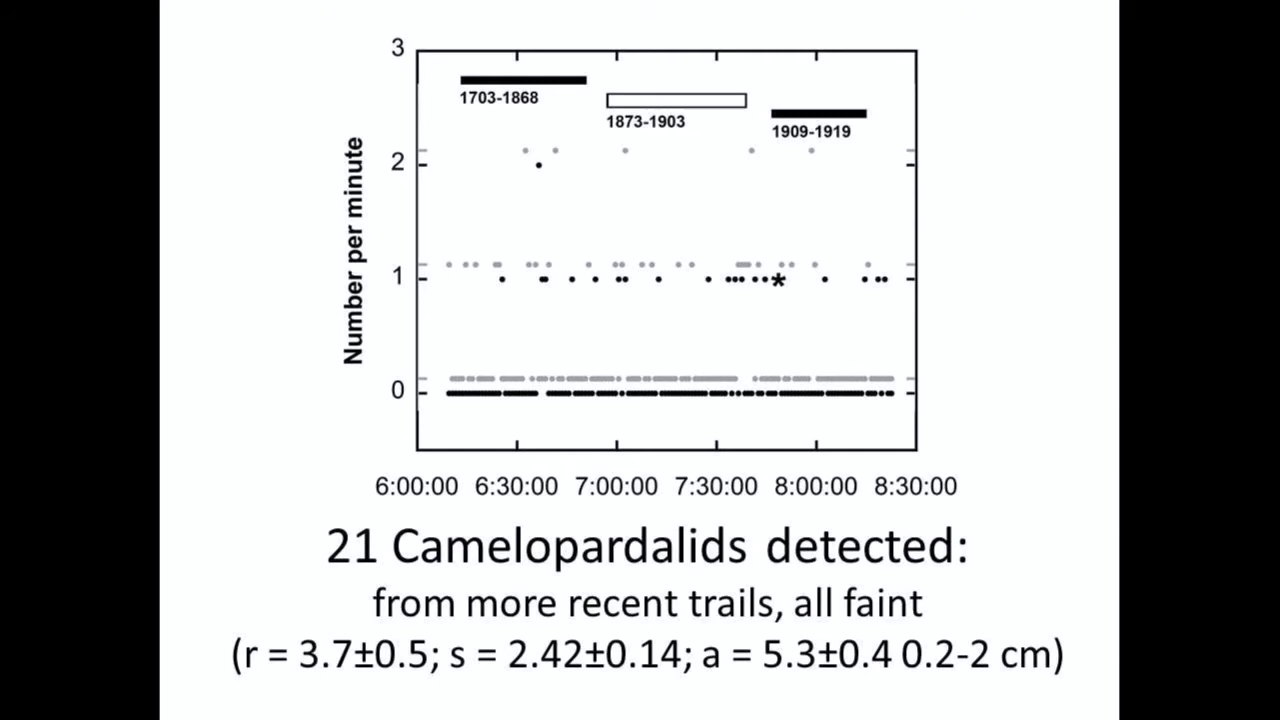 3
1703-1868
1873-1903
1909-1919
2
Number per minute
1
*
0
6:00:00 6:30:00 7:00:00 7:30:00 8:00:00 8:30:00
21 Camelopardalids detected:
from more recent trails, all faint
(r = 3.7±0.5; s = 2.42±0.14; a = 5.3±0.4 0.2-2 cm)